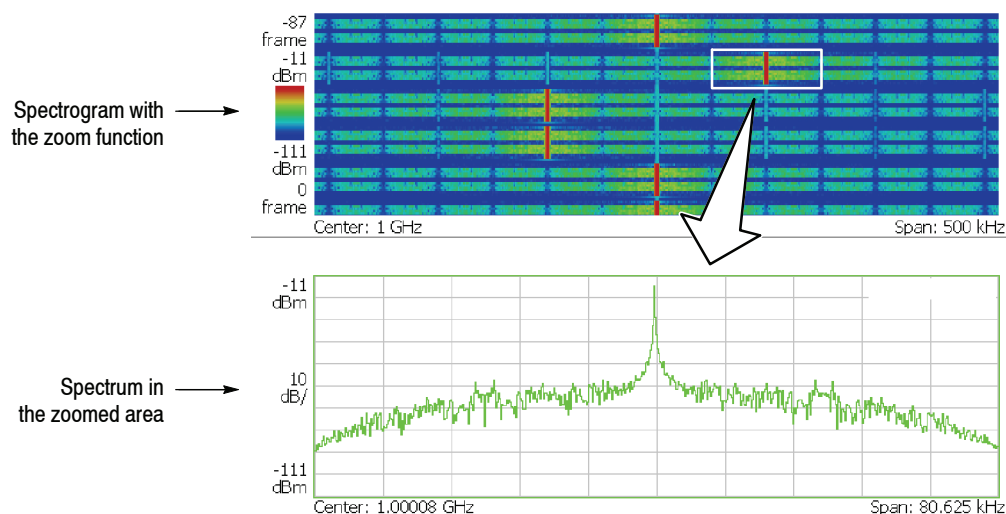 -87
frame
-11
dBm
Spectrogram with
the zoom function
-111
dBm
0
frame
Center: 1 GHz
Span: 500 kHz
-11
dBm
10
dB/
Spectrum in
the zoomed area
-111
dBm
Center: 1.00008 GHz
Span: 80.625 kHz